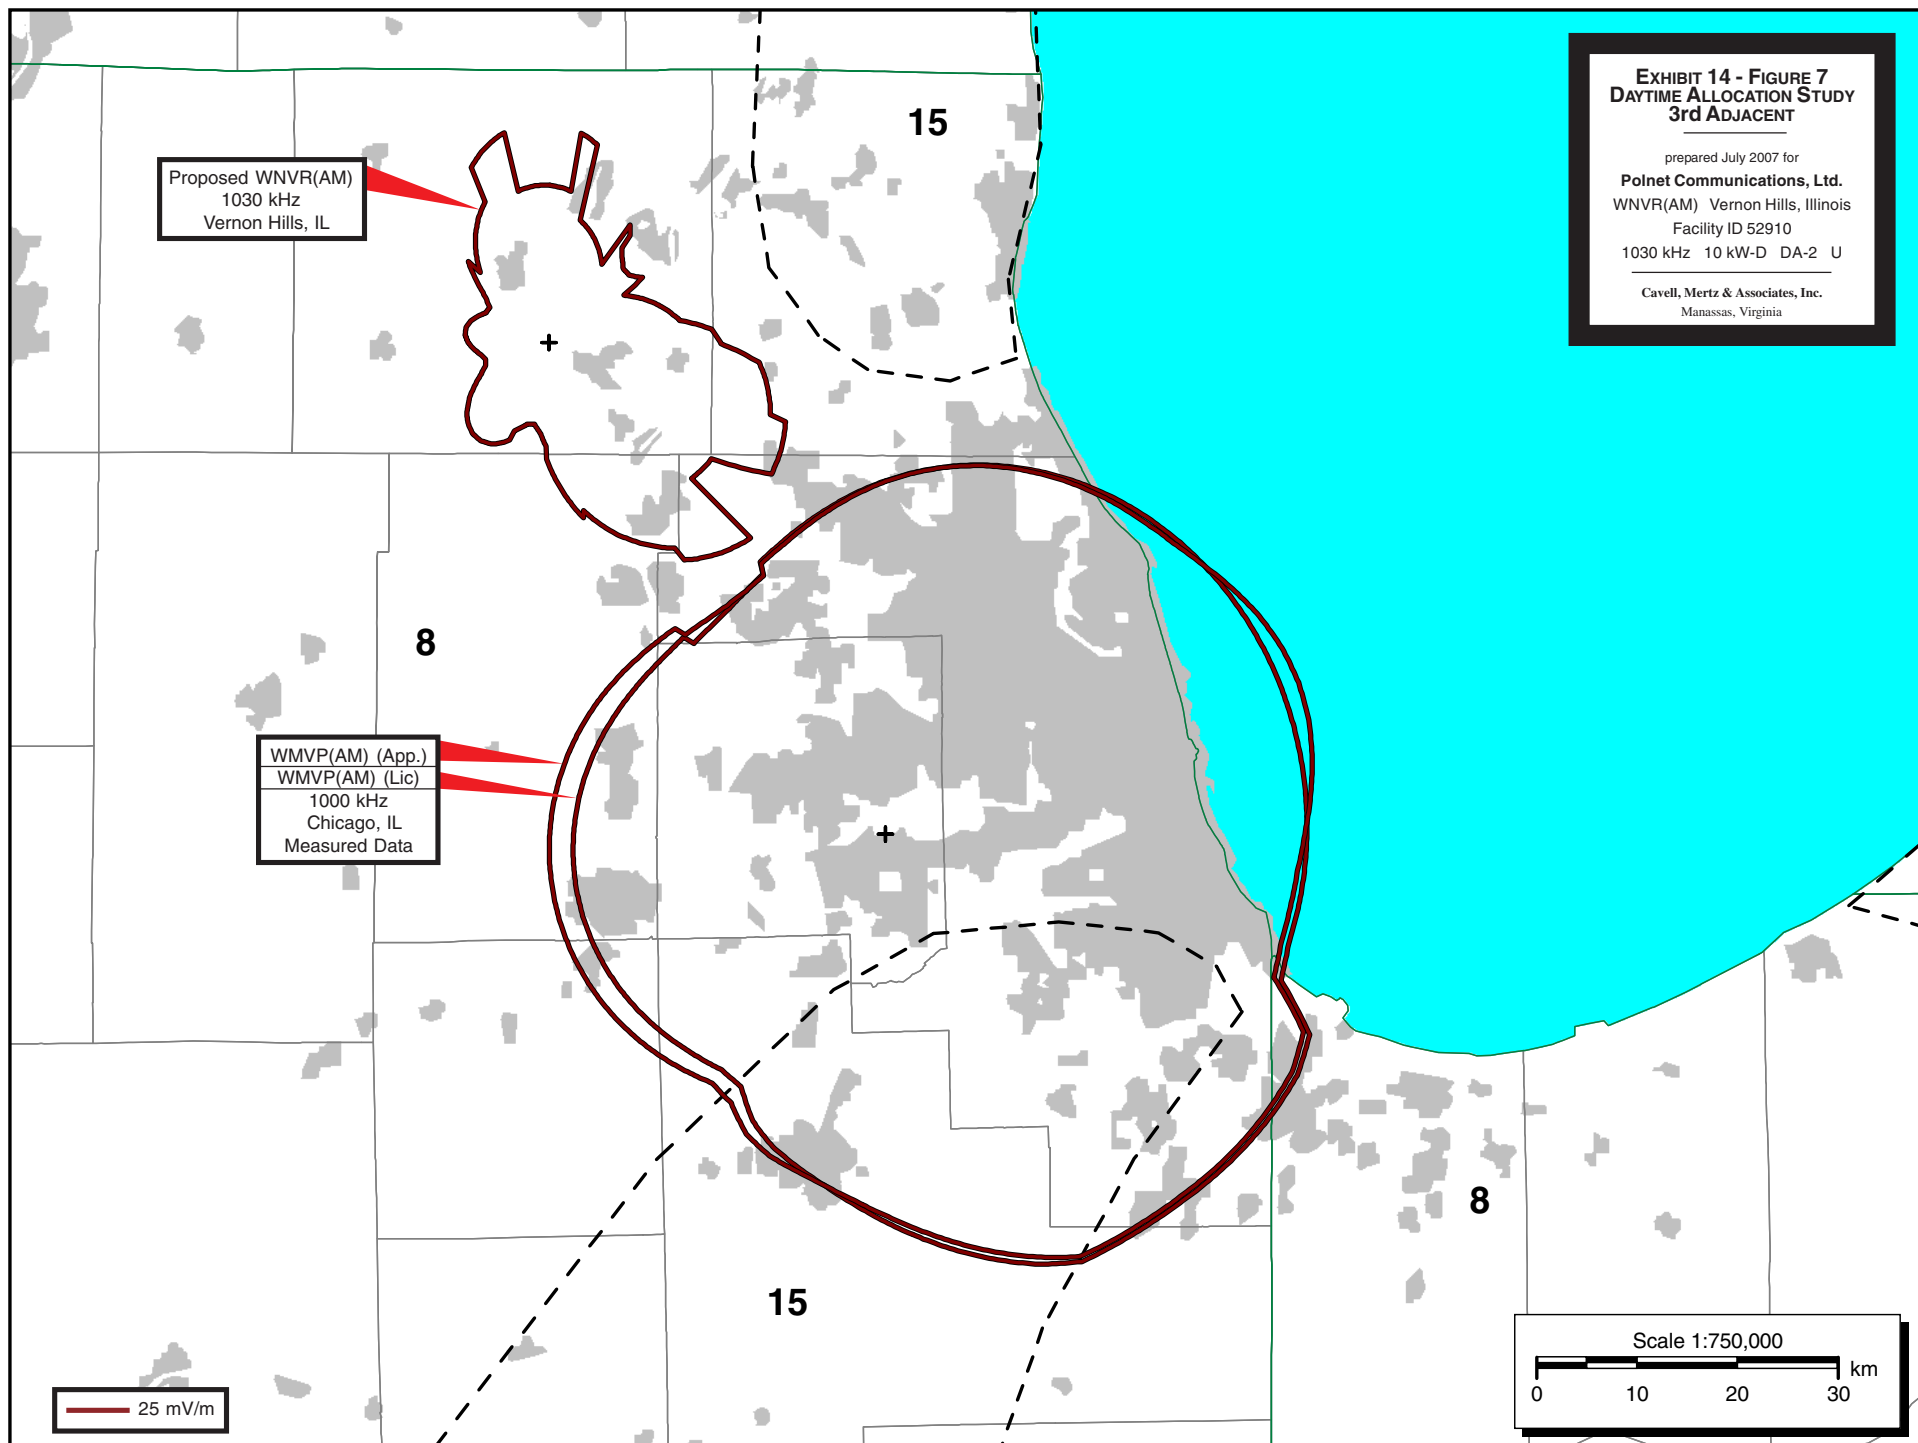 EXHIBIT 14 - FIGURE 7
DAYTIME ALLOCATION STUDY
3rd ADJACENT
prepared July 2007 for
Polnet Communications, Ltd.
WNVR(AM) Vernon Hills, Illinois
Facility ID 52910
1030 kHz 10 kW-D DA-2 U
Cavell, Mertz & Associates, Inc.
Manassas, Virginia
15
Proposed WNVR(AM)
1030 kHz
Vernon Hills, IL
8
WMVP(AM) (App.)
WMVP(AM) (Lic)
1000 kHz
Chicago, IL
Measured Data
8
15
Scale 1:750,000
km
0 10 20 30
25 mV/m